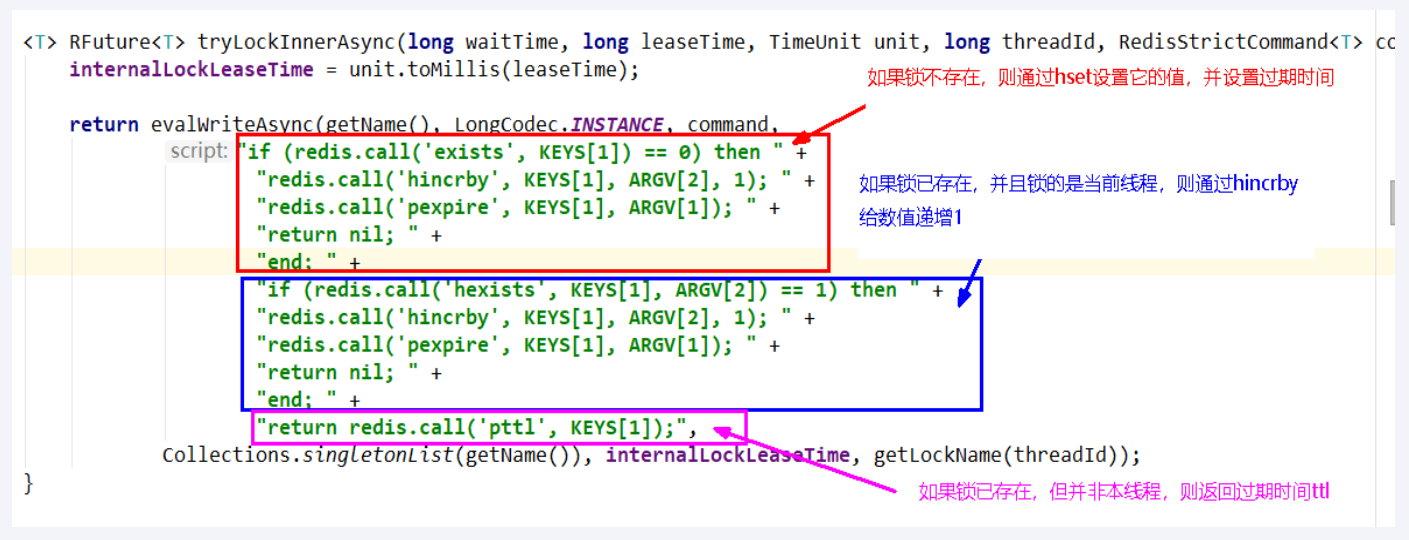 <T> RFuture<T> tryLockInnerAsync(long waitTime, long leaseTime, TimeUnit unit, long threadId, RedisStrictCommand<T> co
internalLockLeaseTime = unit.toMillis(leaseTime);
如果锁不存在，则通过hset设置它的值，并设置过期时间
return evalWriteAsync(getName(), LongCodec.INSTANCE, command,
script: "if (redis.call('exists', KEYS[1]) == 0) then " +
"redis.call('hincrby', KEYS[1], ARGV[2], 1); " +
"redis.call('pexpire', KEYS[1], ARGV[1]); " +
"return nil; " +
"end; " +
如果锁已存在，并且锁的是当前线程，则通过hincrby
给数值递增1
"if (redis.call('hexists', KEYS[1], ARGV[2]) == 1) then " +
"redis.call('hincrby', KEYS[1], ARGV[2], 1); " +
"redis.call('pexpire', KEYS[1], ARGV[1]); " +
"return nil; " +
"end; " +
"return redis.call('pttl', KEYS[1]);",
Collections.singletonList(getName()), internalLockLeaseTime, getLockName(threadId));
}
如果锁已存在，但并非本线程，则返回过期时间ttl